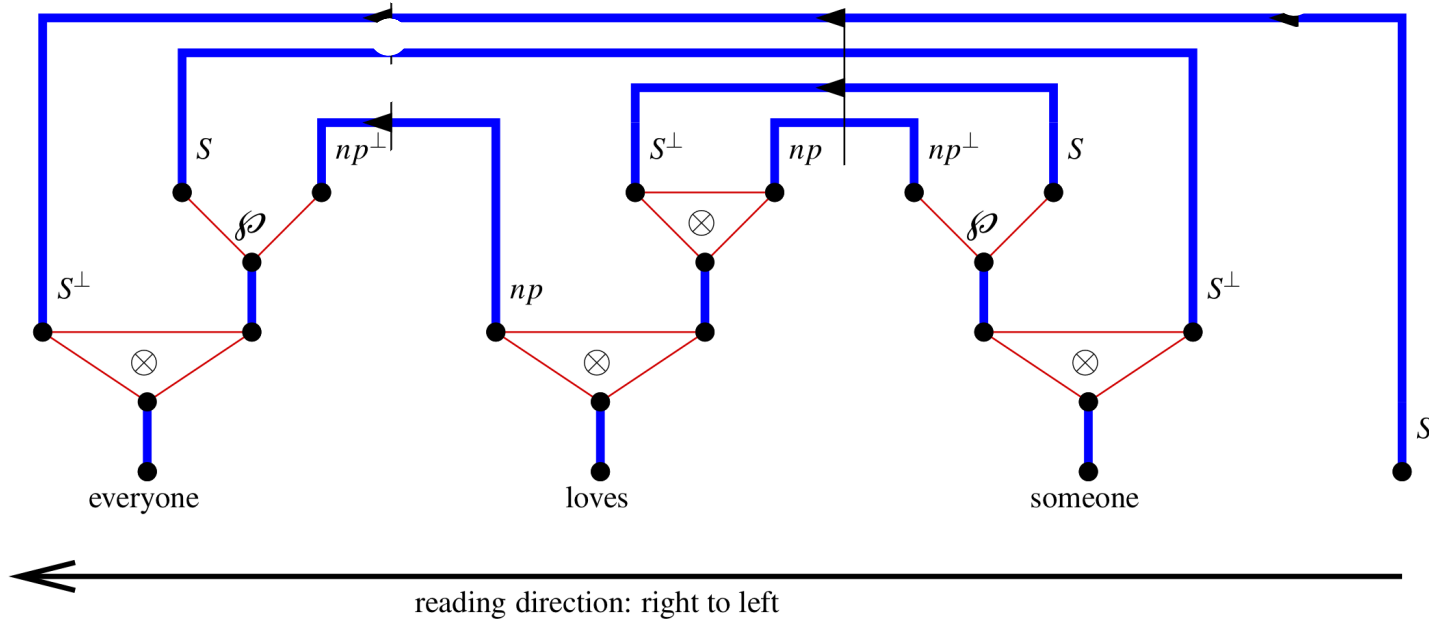 S np⊥ S⊥ np np⊥ S
℘ ⊗ ℘
S⊥ np S⊥
⊗ ⊗ ⊗
S
everyone loves someone
reading direction: right to left